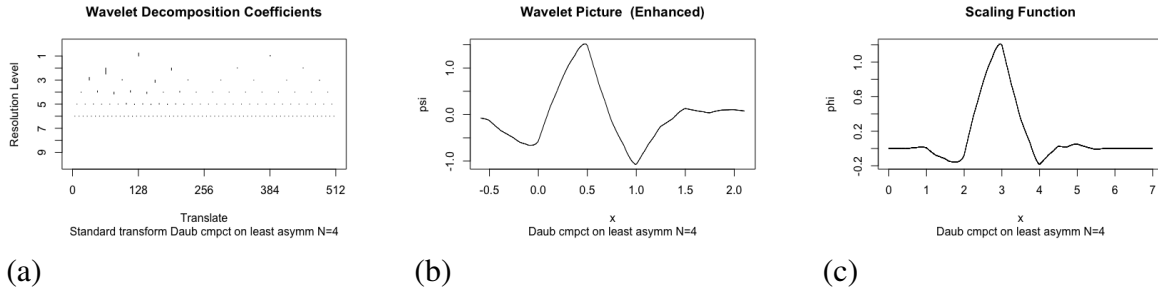 Wavelet Decomposition Coefficients
Resolution Level
1
3
5
7
9
0 128 256 384 512
Translate
Standard transform Daub cmpct on least asymm N=4
(a)
Wavelet Picture (Enhanced)
psi
1.0
0.0
-1.0
-0.5 0.0 0.5 1.0 1.5 2.0
x
Daub cmpct on least asymm N=4
(b)
Scaling Function
phi
1.0
0.6
0.2
-0.2
0 1 2 3 4 5 6 7
x
Daub cmpct on least asymm N=4
(c)